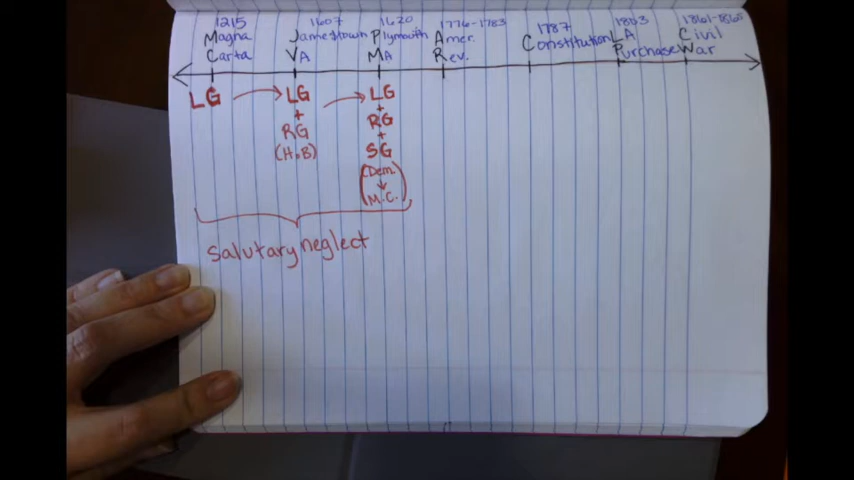 1215
Magna
Carta
1607
Jamestown
VA
1620
Plymouth
MA
1776-1783
Amer.
Rev.
1787
Constitution
1803
LA
Purchase
1861-1865
Civil
War
LG
LG
+
RG
(H.B)
LG
+
RG
+
SG
(Dem.
M.C.)
Salutary neglect